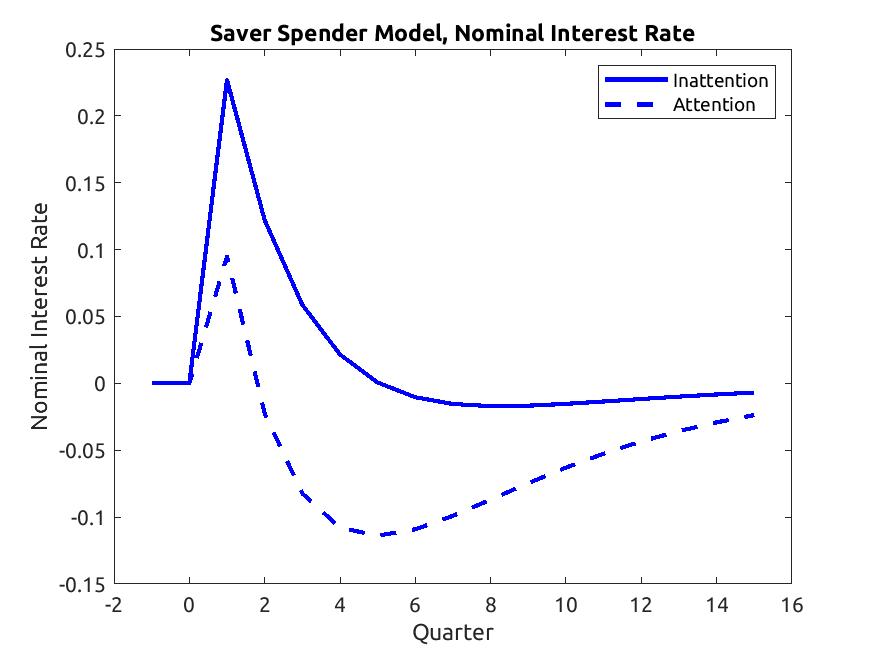 Saver Spender Model, Nominal Interest Rate
0.25
0.2
0.15
0.1
0.05
0
-0.05
-0.1
-0.15
Nominal Interest Rate
Inattention
Attention
-2 0 2 4 6 8 10 12 14 16
Quarter